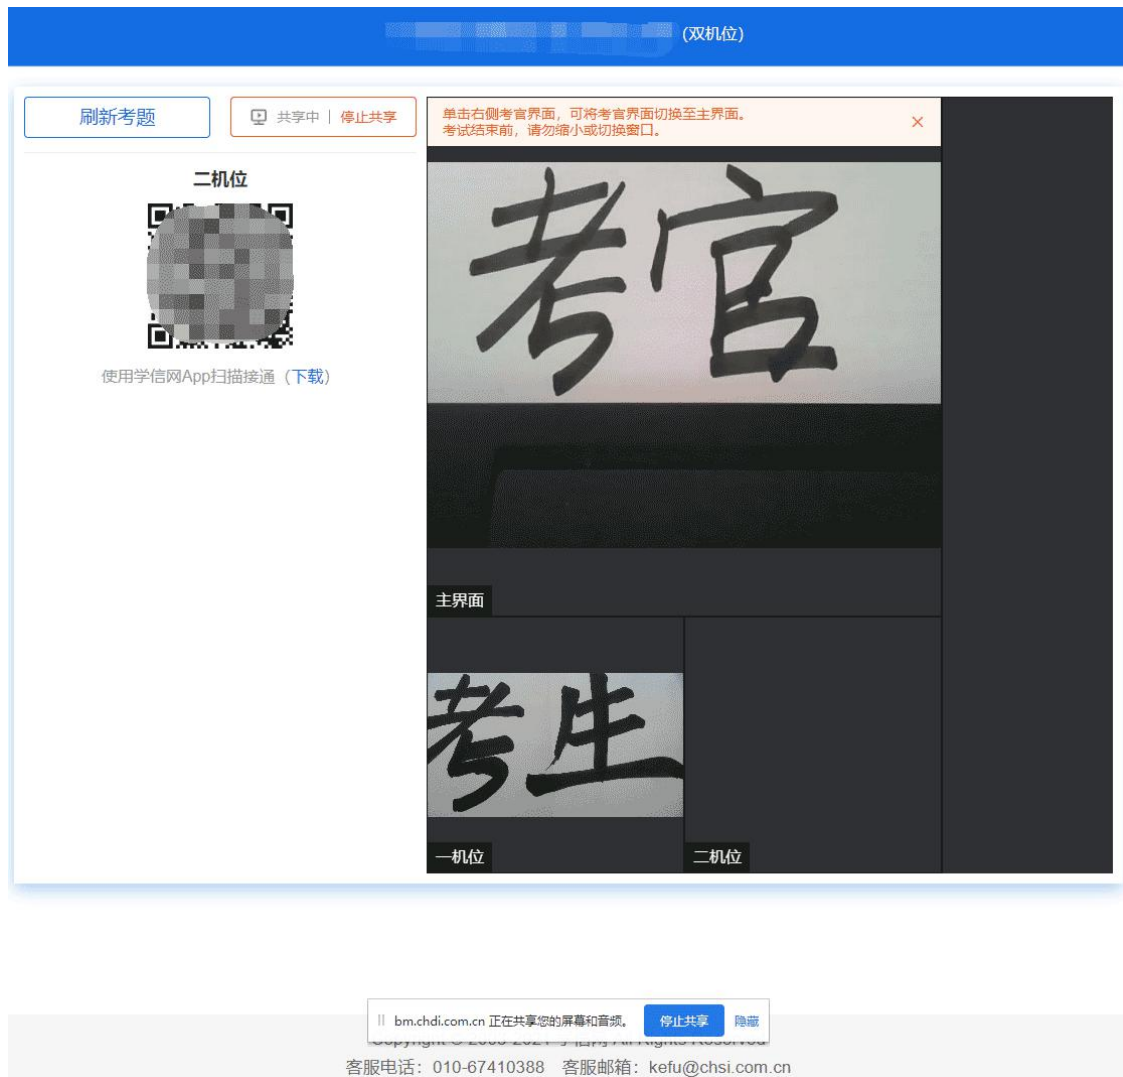 (双机位)
刷新考题
共享中 | 停止共享
二机位
使用学信网App扫描接通（下载）
单击右侧考官界面，可将考官界面切换至主界面。
考试结束前，请勿缩小或切换窗口。
考官
主界面
考生
一机位
二机位
bm.chdi.com.cn 正在共享您的屏幕和音频。 停止共享 隐藏
客服电话：010-67410388 客服邮箱：kefu@chsi.com.cn